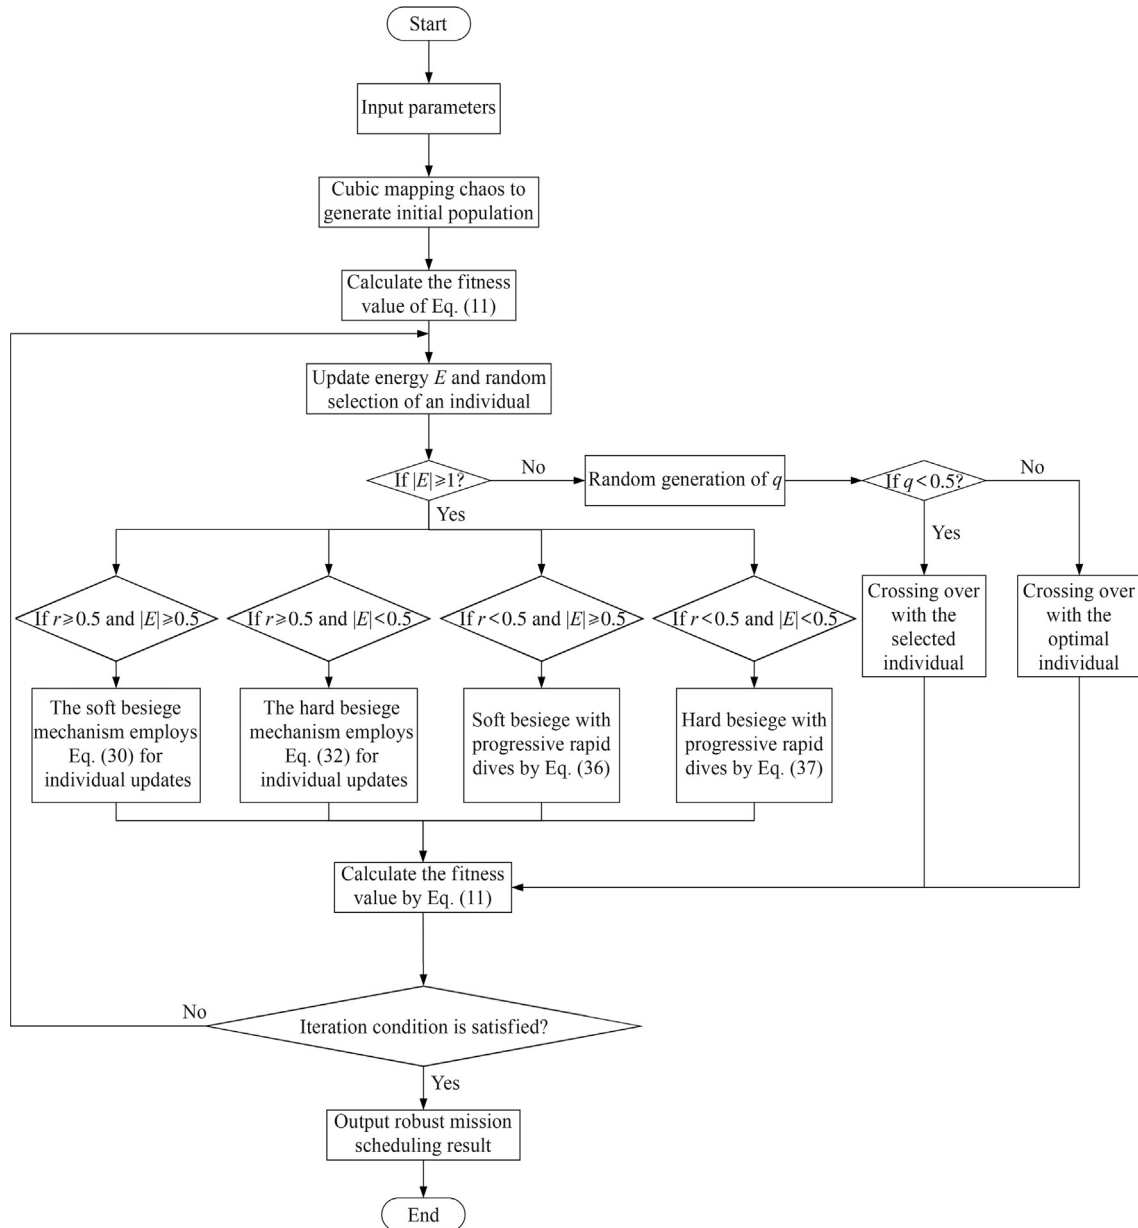 Start
Input parameters
Cubic mapping chaos to
generate initial population
Calculate the fitness
value of Eq. (11)
Update energy E and random
selection of an individual
If |E|⩾1?
No
Random generation of q
If q<0.5?
No
Yes
Yes
If r⩾0.5 and |E|⩾0.5
If r⩾0.5 and |E|<0.5
If r<0.5 and |E|⩾0.5
If r<0.5 and |E|<0.5
Crossing over
with the
selected
individual
Crossing over
with the
optimal
individual
The soft besiege
mechanism employs
Eq. (30) for
individual updates
The hard besiege
mechanism employs
Eq. (32) for
individual updates
Soft besiege with
progressive rapid
dives by Eq. (36)
Hard besiege with
progressive rapid
dives by Eq. (37)
Calculate the fitness
value by Eq. (11)
No
Iteration condition is satisfied?
Yes
Output robust mission
scheduling result
End